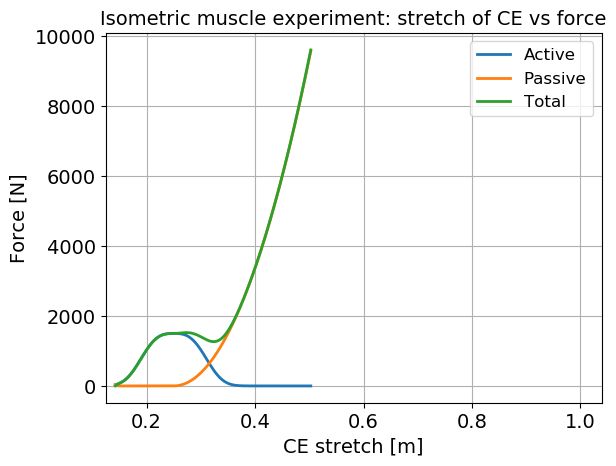 Isometric muscle experiment: stretch of CE vs force
10000
8000
6000
4000
2000
0
Force [N]
Active
Passive
Total
0.2 0.4 0.6 0.8 1.0
CE stretch [m]